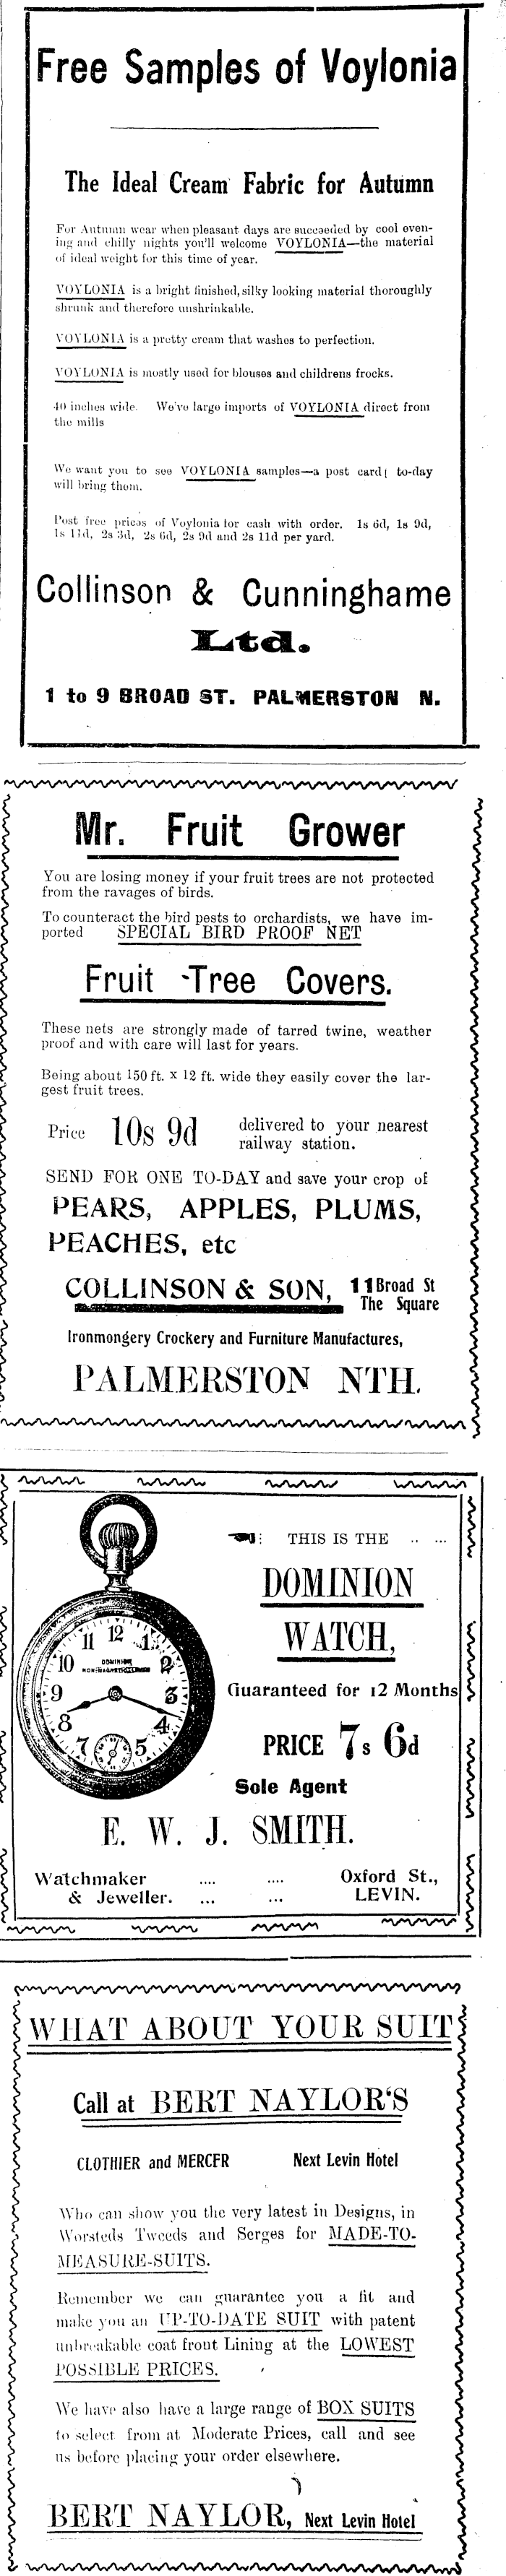 Free Samples of Voylonia
The Ideal Cream Fabric for Autumn
For Autumn wear when pleasant days are succeeded by cool even-
ing and chilly nights you'll welcome VOYLONIA—the material
of ideal weight for this time of year.
VOYLONIA is a bright finished, silky looking material thoroughly
shrunk and therefore unshrinkable.
VOYLONIA is a pretty cream that washes to perfection.
VOYLONIA is mostly used for blouses and childrens frocks.
40 inches wide. We've large imports of VOYLONIA direct from
the mills
We want you to see VOYLONIA samples—a post card to-day
will bring them.
Post free prices of Voylonia for cash with order. 1s 6d, 1s 9d,
1s 11d, 2s 3d, 2s 6d, 2s 9d and 2s 11d per yard.
Collinson & Cunninghame
Ltd.
1 to 9 BROAD ST. PALMERSTON N.
Mr. Fruit Grower
You are losing money if your fruit trees are not protected
from the ravages of birds.
To counteract the bird pests to orchardists, we have im-
ported SPECIAL BIRD PROOF NET
Fruit -Tree Covers.
These nets are strongly made of tarred twine, weather
proof and with care will last for years.
Being about 150 ft. x 12 ft. wide they easily cover the lar-
gest fruit trees.
Price 10s 9d delivered to your nearest
railway station.
SEND FOR ONE TO-DAY and save your crop of
PEARS, APPLES, PLUMS,
PEACHES, etc
COLLINSON & SON, 11 Broad St
The Square
Ironmongery Crockery and Furniture Manufactures,
PALMERSTON NTH.
THIS IS THE .. ...
DOMINION
WATCH,
11 12 1
10 DOMINION 2
9 3
8 4
7 5
Guaranteed for 12 Months
PRICE 7s 6d
Sole Agent
E. W. J. SMITH.
Watchmaker .... .... Oxford St.,
& Jeweller. ... ... LEVIN.
WHAT ABOUT YOUR SUIT
Call at BERT NAYLOR'S
CLOTHIER and MERCER Next Levin Hotel
Who can show you the very latest in Designs, in
Worsteds Tweeds and Serges for MADE-TO-
MEASURE-SUITS.
Remember we can guarantee you a fit and
make you an UP-TO-DATE SUIT with patent
unbreakable coat front Lining at the LOWEST
POSSIBLE PRICES.
We have also have a large range of BOX SUITS
to select from at Moderate Prices, call and see
us before placing your order elsewhere.
BERT NAYLOR, Next Levin Hotel